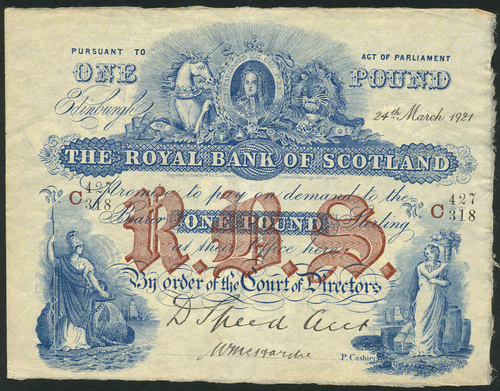 PURSUANT TO ACT OF PARLIAMENT
ONE POUND
Edinburgh 24th March 1921
THE ROYAL BANK OF SCOTLAND
No C 427/318 Promise to pay on demand to the No C 427/318
Bearer ONE POUND Sterling
R.B.S.
at their Office here
By order of the Court of Directors
D Speed Acct
P. Cashier